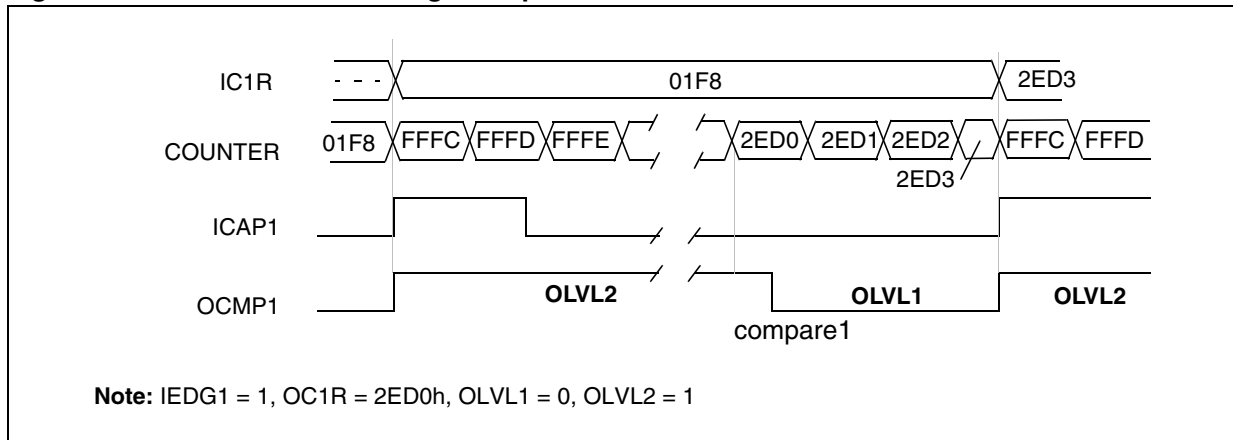 IC1R - - - 01F8 2ED3
COUNTER 01F8 FFFC FFFD FFFE 2ED0 2ED1 2ED2 FFFC FFFD
2ED3
ICAP1
OCMP1 OLVL2 OLVL1 OLVL2
compare1
Note: IEDG1 = 1, OC1R = 2ED0h, OLVL1 = 0, OLVL2 = 1